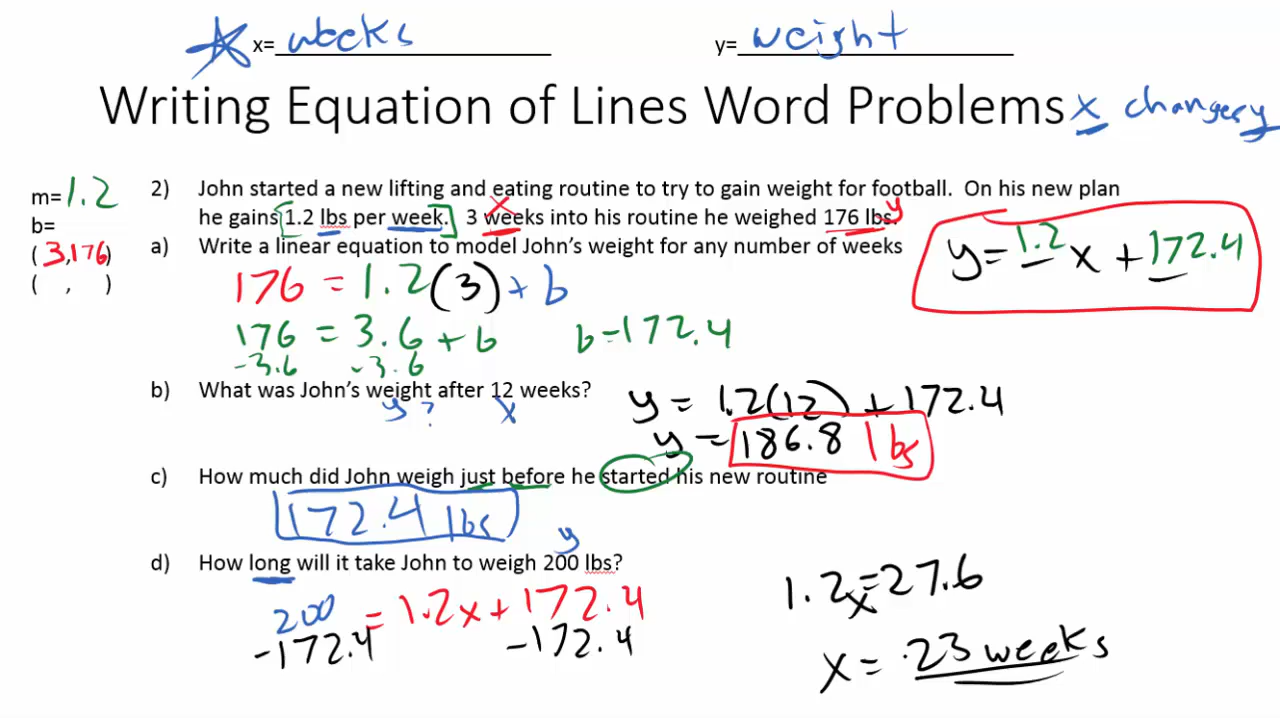 x= weeks y= weight
Writing Equation of Lines Word Problems x changes y
m= 1.2
b=
( 3,176 )
( , )
2) John started a new lifting and eating routine to try to gain weight for football. On his new plan
he gains [1.2 lbs per week.] 3 weeks into his routine he weighed 176 lbs. x y
a) Write a linear equation to model John's weight for any number of weeks
y= 1.2 x + 172.4
176 = 1.2 (3) + b
176 = 3.6 + b b = 172.4
-3.6 -3.6
b) What was John's weight after 12 weeks?
y ? x
y = 1.2(12) + 172.4
y = 186.8 lbs
c) How much did John weigh just before he started his new routine
172.4 lbs
y
d) How long will it take John to weigh 200 lbs?
200 = 1.2x + 172.4
-172.4 -172.4
1.2x = 27.6
x = 23 weeks